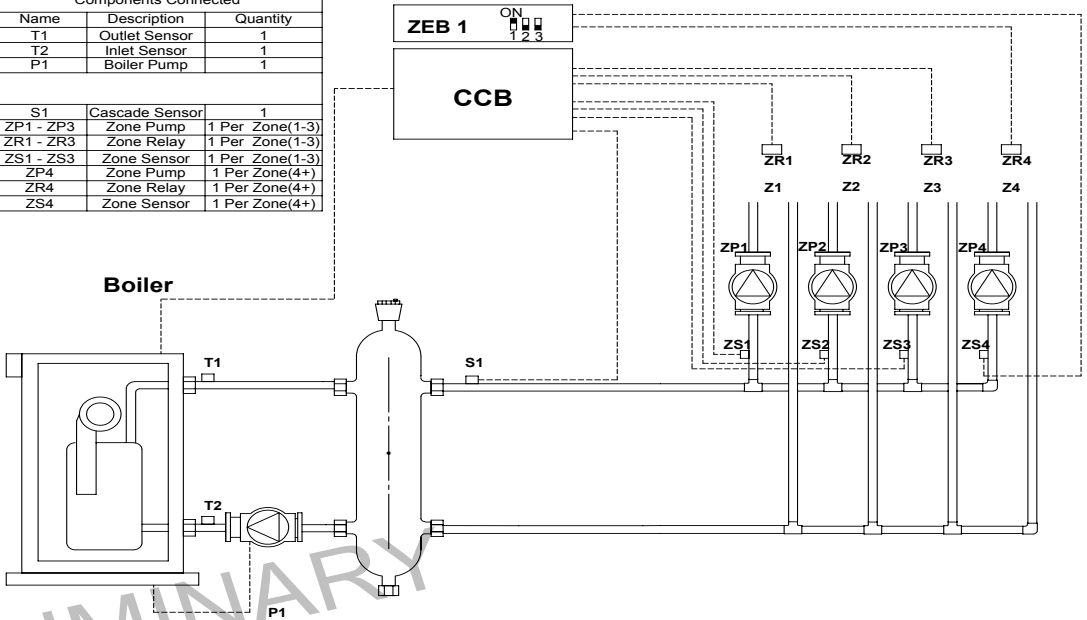 Components Connected
Name Description Quantity
T1 Outlet Sensor 1
T2 Inlet Sensor 1
P1 Boiler Pump 1
S1 Cascade Sensor 1
ZP1 - ZP3 Zone Pump 1 Per Zone(1-3)
ZR1 - ZR3 Zone Relay 1 Per Zone(1-3)
ZS1 - ZS3 Zone Sensor 1 Per Zone(1-3)
ZP4 Zone Pump 1 Per Zone(4+)
ZR4 Zone Relay 1 Per Zone(4+)
ZS4 Zone Sensor 1 Per Zone(4+)
ZEB 1
ON
1 2 3
CCB
ZR1 ZR2 ZR3 ZR4
Z1 Z2 Z3 Z4
ZP1 ZP2 ZP3 ZP4
Boiler
ZS1 ZS2 ZS3 ZS4
T1
S1
T2
P1